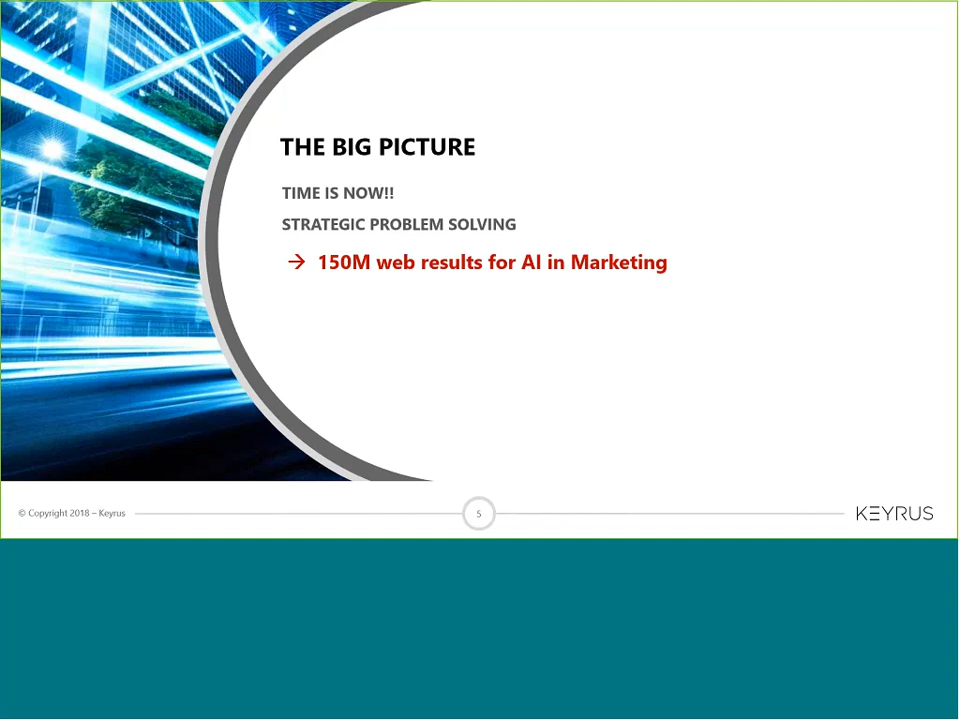 THE BIG PICTURE
TIME IS NOW!!
STRATEGIC PROBLEM SOLVING
→ 150M web results for AI in Marketing
© Copyright 2018 – Keyrus
5
KEYRUS